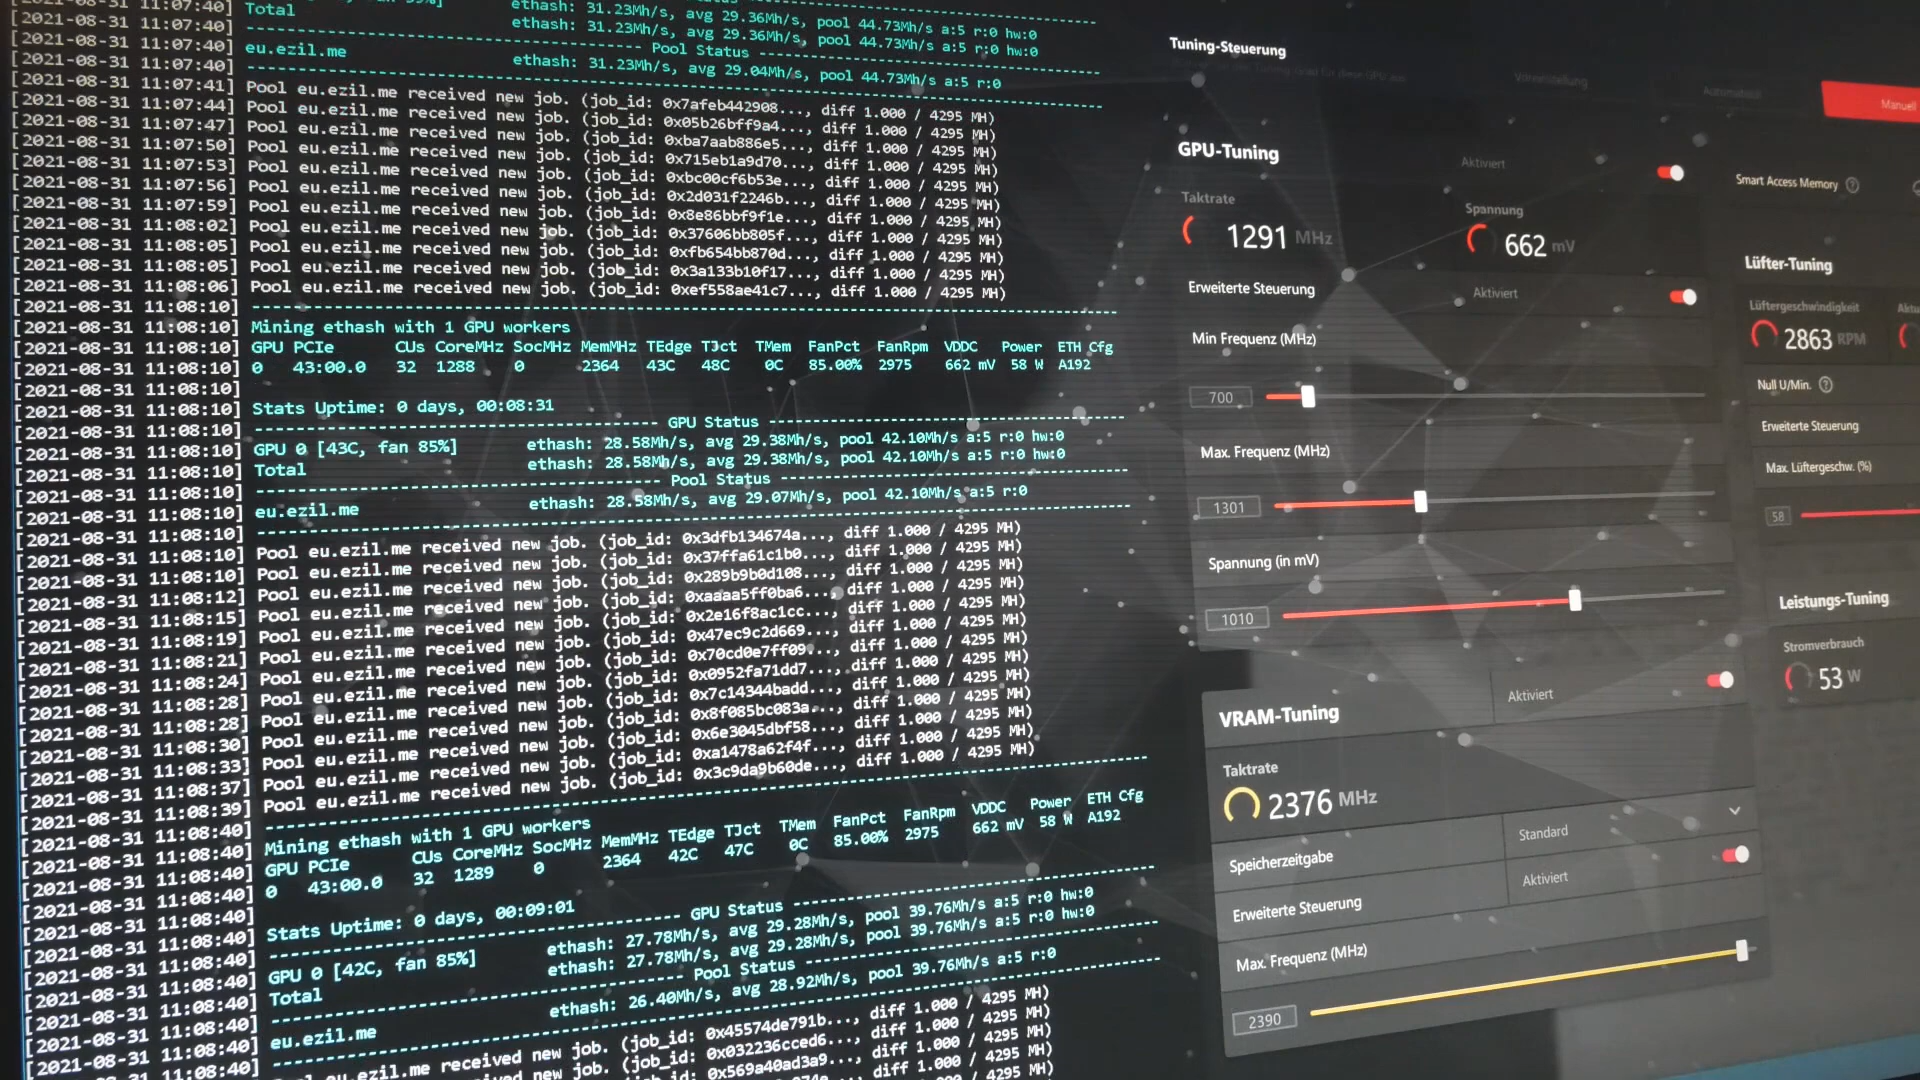 [2021-08-31 11:07:40] Total ethash: 31.23Mh/s, avg 29.36Mh/s, pool 44.73Mh/s a:5 r:0 hw:0
ethash: 31.23Mh/s, avg 29.36Mh/s, pool 44.73Mh/s a:5 r:0 hw:0
[2021-08-31 11:07:40] Pool Status
[2021-08-31 11:07:40] eu.ezil.me ethash: 31.23Mh/s, avg 29.04Mh/s, pool 44.73Mh/s a:5 r:0
[2021-08-31 11:07:40]
[2021-08-31 11:07:41] Pool eu.ezil.me received new job. (job_id: 0x7afeb442908..., diff 1.000 / 4295 MH)
[2021-08-31 11:07:44] Pool eu.ezil.me received new job. (job_id: 0x05b26bff9a4..., diff 1.000 / 4295 MH)
[2021-08-31 11:07:47] Pool eu.ezil.me received new job. (job_id: 0xba7aab886e5..., diff 1.000 / 4295 MH)
[2021-08-31 11:07:50] Pool eu.ezil.me received new job. (job_id: 0x715eb1a9d70..., diff 1.000 / 4295 MH)
[2021-08-31 11:07:53] Pool eu.ezil.me received new job. (job_id: 0xbc00cf6b53e..., diff 1.000 / 4295 MH)
[2021-08-31 11:07:56] Pool eu.ezil.me received new job. (job_id: 0x2d031f2246b..., diff 1.000 / 4295 MH)
[2021-08-31 11:07:59] Pool eu.ezil.me received new job. (job_id: 0x8e86bbf9f1e..., diff 1.000 / 4295 MH)
[2021-08-31 11:08:02] Pool eu.ezil.me received new job. (job_id: 0x37606bb805f..., diff 1.000 / 4295 MH)
[2021-08-31 11:08:05] Pool eu.ezil.me received new job. (job_id: 0xfb654bb870d..., diff 1.000 / 4295 MH)
[2021-08-31 11:08:05] Pool eu.ezil.me received new job. (job_id: 0x3a133b10f17..., diff 1.000 / 4295 MH)
[2021-08-31 11:08:06] Pool eu.ezil.me received new job. (job_id: 0xef558ae41c7..., diff 1.000 / 4295 MH)
[2021-08-31 11:08:10]
[2021-08-31 11:08:10] Mining ethash with 1 GPU workers
[2021-08-31 11:08:10] GPU PCIe CUs CoreMHz SocMHz MemMHz TEdge TJct TMem FanPct FanRpm VDDC Power ETH Cfg
[2021-08-31 11:08:10] 0 43:00.0 32 1288 0 2364 43C 48C 0C 85.00% 2975 662 mV 58 W A192
[2021-08-31 11:08:10]
[2021-08-31 11:08:10] Stats Uptime: 0 days, 00:08:31
[2021-08-31 11:08:10] GPU Status
[2021-08-31 11:08:10] GPU 0 [43C, fan 85%] ethash: 28.58Mh/s, avg 29.38Mh/s, pool 42.10Mh/s a:5 r:0 hw:0
[2021-08-31 11:08:10] Total ethash: 28.58Mh/s, avg 29.38Mh/s, pool 42.10Mh/s a:5 r:0 hw:0
[2021-08-31 11:08:10] Pool Status
[2021-08-31 11:08:10] eu.ezil.me ethash: 28.58Mh/s, avg 29.07Mh/s, pool 42.10Mh/s a:5 r:0
[2021-08-31 11:08:10]
[2021-08-31 11:08:10] Pool eu.ezil.me received new job. (job_id: 0x3dfb134674a..., diff 1.000 / 4295 MH)
[2021-08-31 11:08:10] Pool eu.ezil.me received new job. (job_id: 0x37ffa61c1b0..., diff 1.000 / 4295 MH)
[2021-08-31 11:08:12] Pool eu.ezil.me received new job. (job_id: 0x289b9b0d108..., diff 1.000 / 4295 MH)
[2021-08-31 11:08:15] Pool eu.ezil.me received new job. (job_id: 0xaaaa5ff0ba6..., diff 1.000 / 4295 MH)
[2021-08-31 11:08:19] Pool eu.ezil.me received new job. (job_id: 0x2e16f8ac1cc..., diff 1.000 / 4295 MH)
[2021-08-31 11:08:21] Pool eu.ezil.me received new job. (job_id: 0x47ec9c2d669..., diff 1.000 / 4295 MH)
[2021-08-31 11:08:24] Pool eu.ezil.me received new job. (job_id: 0x70cd0e7ff09..., diff 1.000 / 4295 MH)
[2021-08-31 11:08:28] Pool eu.ezil.me received new job. (job_id: 0x0952fa71dd7..., diff 1.000 / 4295 MH)
[2021-08-31 11:08:28] Pool eu.ezil.me received new job. (job_id: 0x7c14344badd..., diff 1.000 / 4295 MH)
[2021-08-31 11:08:30] Pool eu.ezil.me received new job. (job_id: 0x8f085bc083a..., diff 1.000 / 4295 MH)
[2021-08-31 11:08:33] Pool eu.ezil.me received new job. (job_id: 0x6e3045dbf58..., diff 1.000 / 4295 MH)
[2021-08-31 11:08:37] Pool eu.ezil.me received new job. (job_id: 0xa1478a62f4f..., diff 1.000 / 4295 MH)
[2021-08-31 11:08:39] Pool eu.ezil.me received new job. (job_id: 0x3c9da9b60de..., diff 1.000 / 4295 MH)
[2021-08-31 11:08:40]
[2021-08-31 11:08:40] Mining ethash with 1 GPU workers
[2021-08-31 11:08:40] GPU PCIe CUs CoreMHz SocMHz MemMHz TEdge TJct TMem FanPct FanRpm VDDC Power ETH Cfg
[2021-08-31 11:08:40] 0 43:00.0 32 1289 0 2364 42C 47C 0C 85.00% 2975 662 mV 58 W A192
[2021-08-31 11:08:40]
[2021-08-31 11:08:40] Stats Uptime: 0 days, 00:09:01
[2021-08-31 11:08:40] GPU Status
[2021-08-31 11:08:40] GPU 0 [42C, fan 85%] ethash: 27.78Mh/s, avg 29.28Mh/s, pool 39.76Mh/s a:5 r:0 hw:0
[2021-08-31 11:08:40] Total ethash: 27.78Mh/s, avg 29.28Mh/s, pool 39.76Mh/s a:5 r:0 hw:0
[2021-08-31 11:08:40] Pool Status
[2021-08-31 11:08:40] eu.ezil.me ethash: 26.40Mh/s, avg 28.92Mh/s, pool 39.76Mh/s a:5 r:0
received new job. (job_id: 0x45574de791b..., diff 1.000 / 4295 MH)
received new job. (job_id: 0x032236cced6..., diff 1.000 / 4295 MH)
new job. (job_id: 0x569a40ad3a9..., diff 1.000 / 4295 MH)
Tuning-Steuerung
Manuell
GPU-Tuning
Aktiviert
Taktrate
1291 MHz
Spannung
662 mV
Erweiterte Steuerung
Aktiviert
Min Frequenz (MHz)
700
Max. Frequenz (MHz)
1301
Spannung (in mV)
1010
VRAM-Tuning
Aktiviert
Taktrate
2376 MHz
Speicherzeitgabe
Standard
Erweiterte Steuerung
Aktiviert
Max. Frequenz (MHz)
2390
Smart Access Memory
Lüfter-Tuning
Lüftergeschwindigkeit
2863 RPM
Null U/Min.
Erweiterte Steuerung
Max. Lüftergeschw. (%)
58
Leistungs-Tuning
Stromverbrauch
53 W